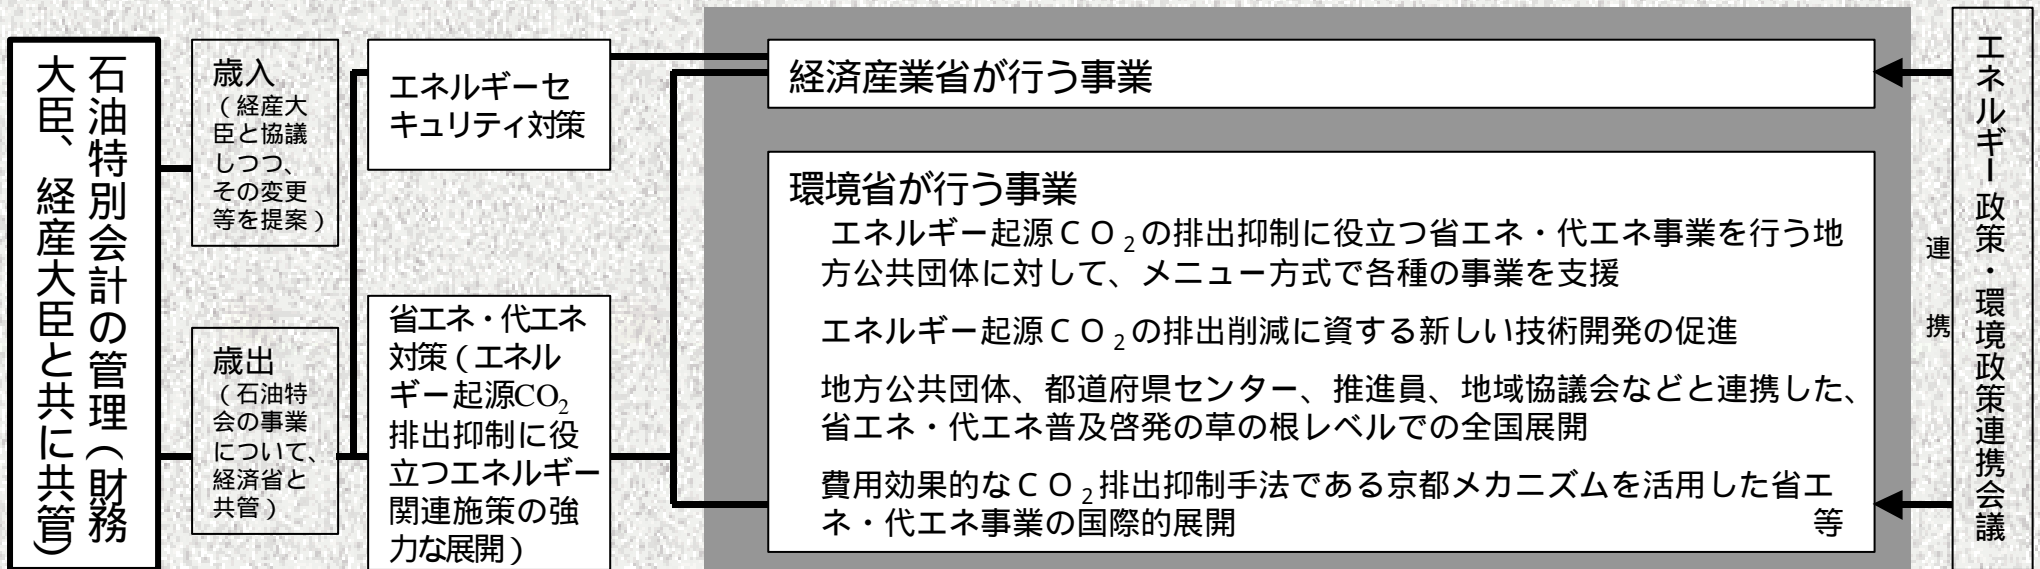 石油特別会計の管理(財務
大臣、経産大臣と共に共管)
歳入
(経産大
臣と協議
しつつ、
その変更
等を提案)
歳出
(石油特
会の事業
について、
経済省と
共管)
エネルギーセ
キュリティ対策
省エネ・代エネ
対策(エネル
ギー起源CO₂
排出抑制に役
立つエネルギー
関連施策の強
力な展開)
経済産業省が行う事業
環境省が行う事業
エネルギー起源CO₂の排出抑制に役立つ省エネ・代エネ事業を行う地
方公共団体に対して、メニュー方式で各種の事業を支援
エネルギー起源CO₂の排出削減に資する新しい技術開発の促進
地方公共団体、都道府県センター、推進員、地域協議会などと連携した、
省エネ・代エネ普及啓発の草の根レベルでの全国展開
費用効果的なCO₂排出抑制手法である京都メカニズムを活用した省エ
ネ・代エネ事業の国際的展開 等
連携
エネルギー政策・環境政策連携会議